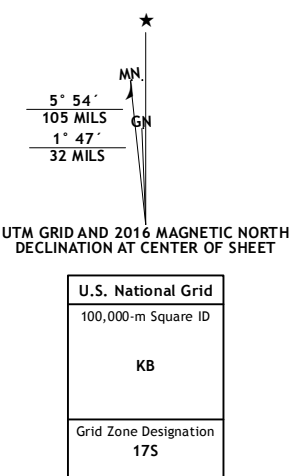 MN.
5° 54´
105 MILS
GN
1° 47´
32 MILS
UTM GRID AND 2016 MAGNETIC NORTH
DECLINATION AT CENTER OF SHEET
U.S. National Grid
100,000-m Square ID
KB
Grid Zone Designation
17S